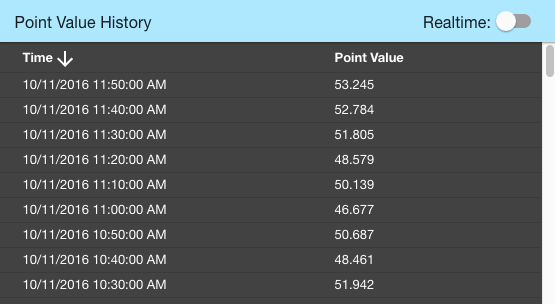 Point Value History Realtime:
Time Point Value
10/11/2016 11:50:00 AM 53.245
10/11/2016 11:40:00 AM 52.784
10/11/2016 11:30:00 AM 51.805
10/11/2016 11:20:00 AM 48.579
10/11/2016 11:10:00 AM 50.139
10/11/2016 11:00:00 AM 46.677
10/11/2016 10:50:00 AM 50.687
10/11/2016 10:40:00 AM 48.461
10/11/2016 10:30:00 AM 51.942